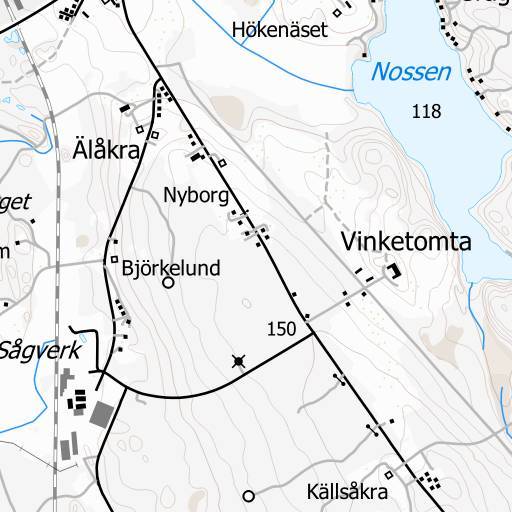 Hökenäset
Nossen
118
Älåkra
Nyborg
Vinketomta
Björkelund
150
Sågverk
Källsåkra